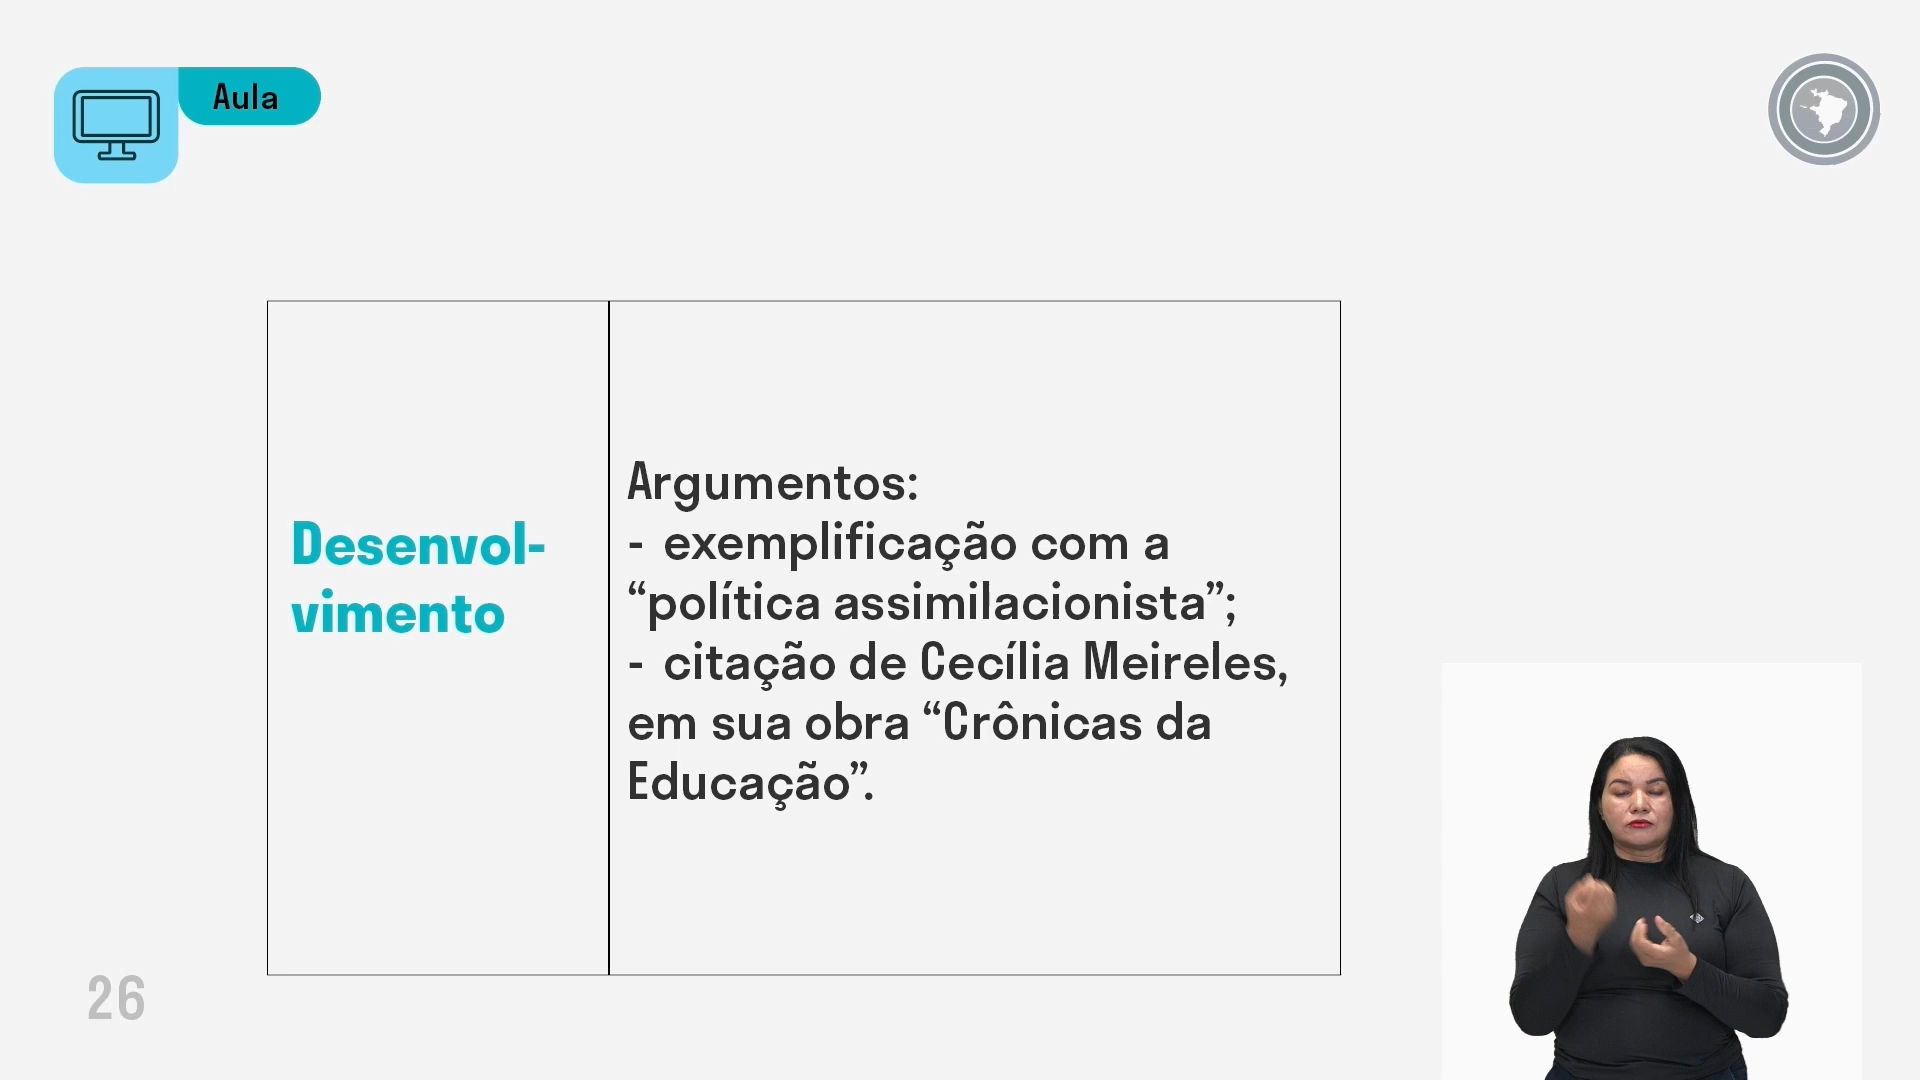 Aula
Desenvol-
vimento
Argumentos:
- exemplificação com a
“política assimilacionista”;
- citação de Cecília Meireles,
em sua obra “Crônicas da
Educação”.
26